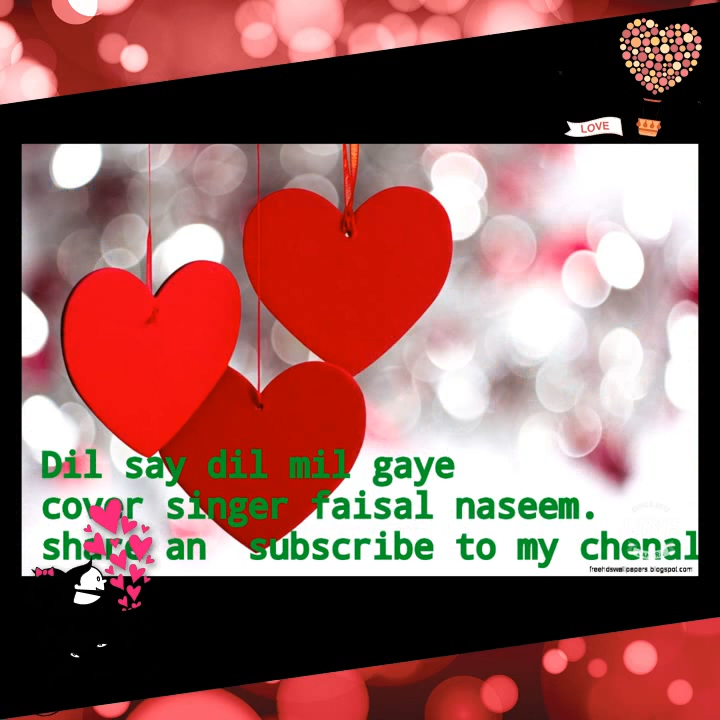 LOVE
Dil say dil mil gaye
cover singer faisal naseem.
share an  subscribe to my chenal
freehdswallpapers.blogspot.com